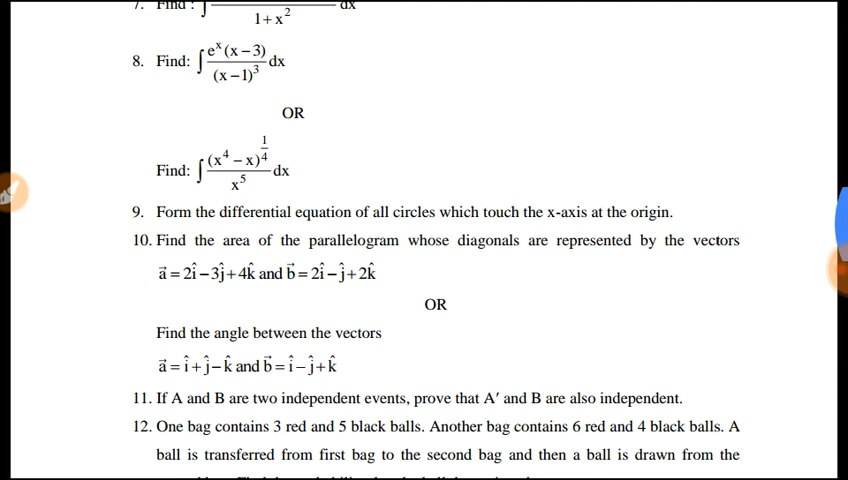 7. Find : ∫ ─── dx
1+x²
8. Find: ∫ eˣ(x−3)/(x−1)³ dx
OR
Find: ∫ (x⁴−x)^(1/4)/x⁵ dx
9. Form the differential equation of all circles which touch the x-axis at the origin.
10. Find the area of the parallelogram whose diagonals are represented by the vectors
a⃗ = 2î−3ĵ+4k̂ and b⃗ = 2î−ĵ+2k̂
OR
Find the angle between the vectors
a⃗ = î+ĵ−k̂ and b⃗ = î−ĵ+k̂
11. If A and B are two independent events, prove that A′ and B are also independent.
12. One bag contains 3 red and 5 black balls. Another bag contains 6 red and 4 black balls. A
ball is transferred from first bag to the second bag and then a ball is drawn from the